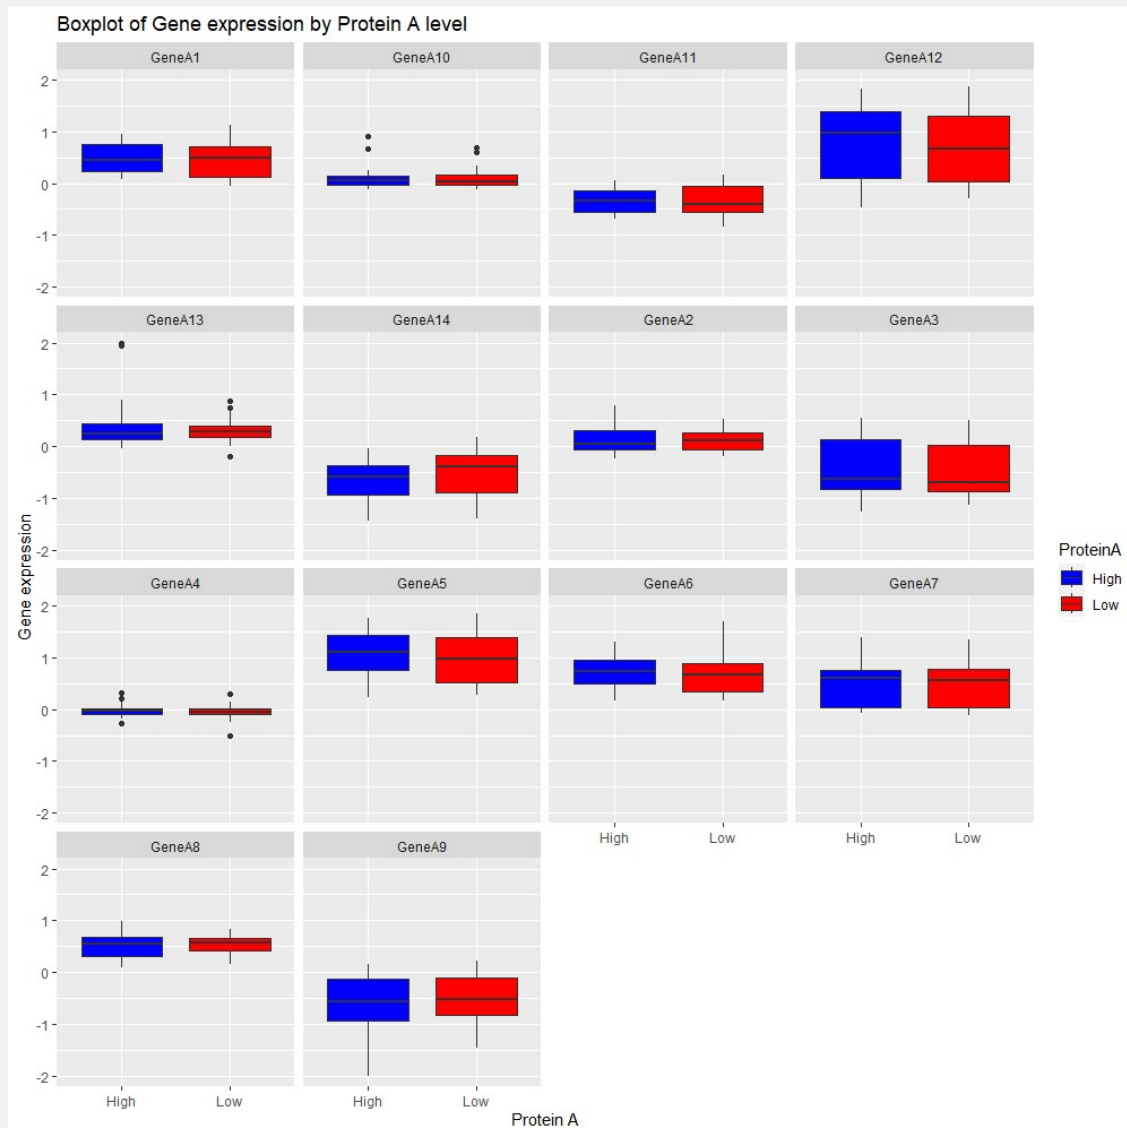 Boxplot of Gene expression by Protein A level
GeneA1
GeneA10
GeneA11
GeneA12
2
1
0
-1
-2
GeneA13
GeneA14
GeneA2
GeneA3
2
1
0
-1
-2
GeneA4
GeneA5
GeneA6
GeneA7
2
1
0
-1
-2
High
Low
High
Low
GeneA8
GeneA9
2
1
0
-1
-2
High
Low
High
Low
Protein A
Gene expression
ProteinA
High
Low